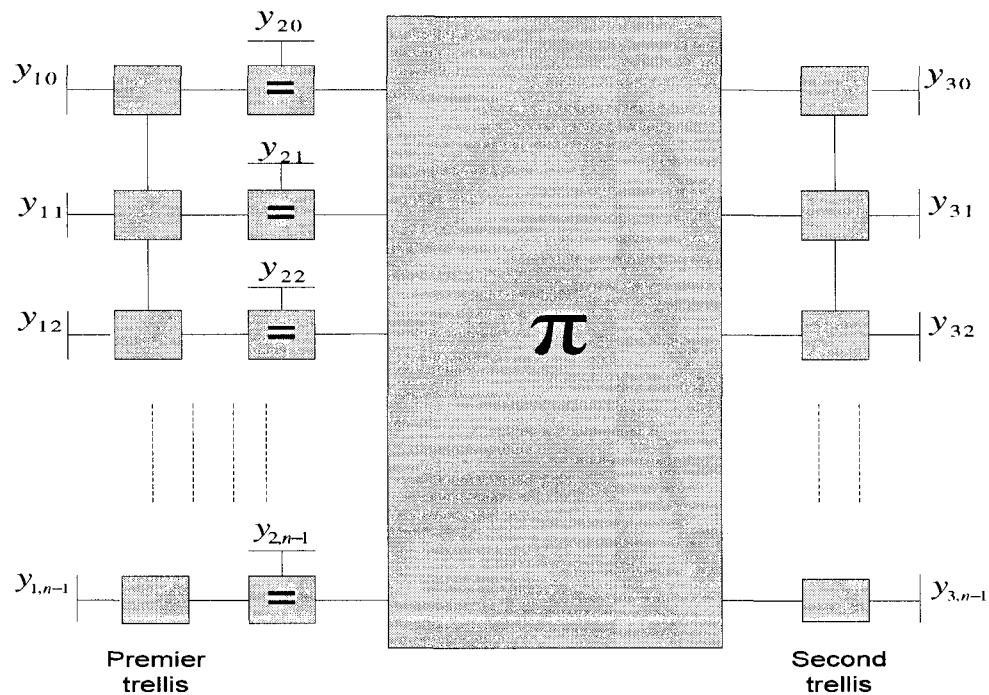 y20
y10
=
y30
y21
y11
=
y31
y22
y12
=
π
y32
y2,n-1
y1,n-1
=
y3,n-1
Premier
trellis
Second
trellis